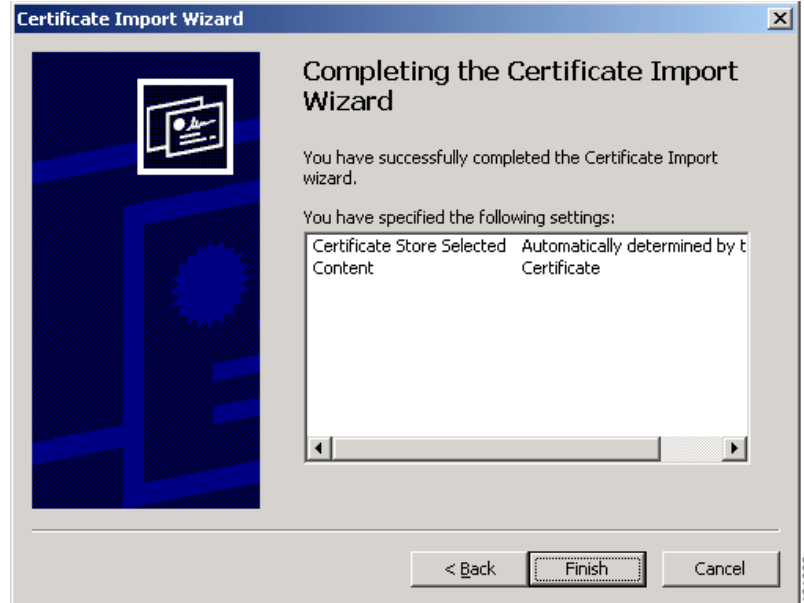 Certificate Import Wizard
Completing the Certificate Import
Wizard
You have successfully completed the Certificate Import
wizard.
You have specified the following settings:
Certificate Store Selected Automatically determined by t
Content Certificate
< Back Finish Cancel